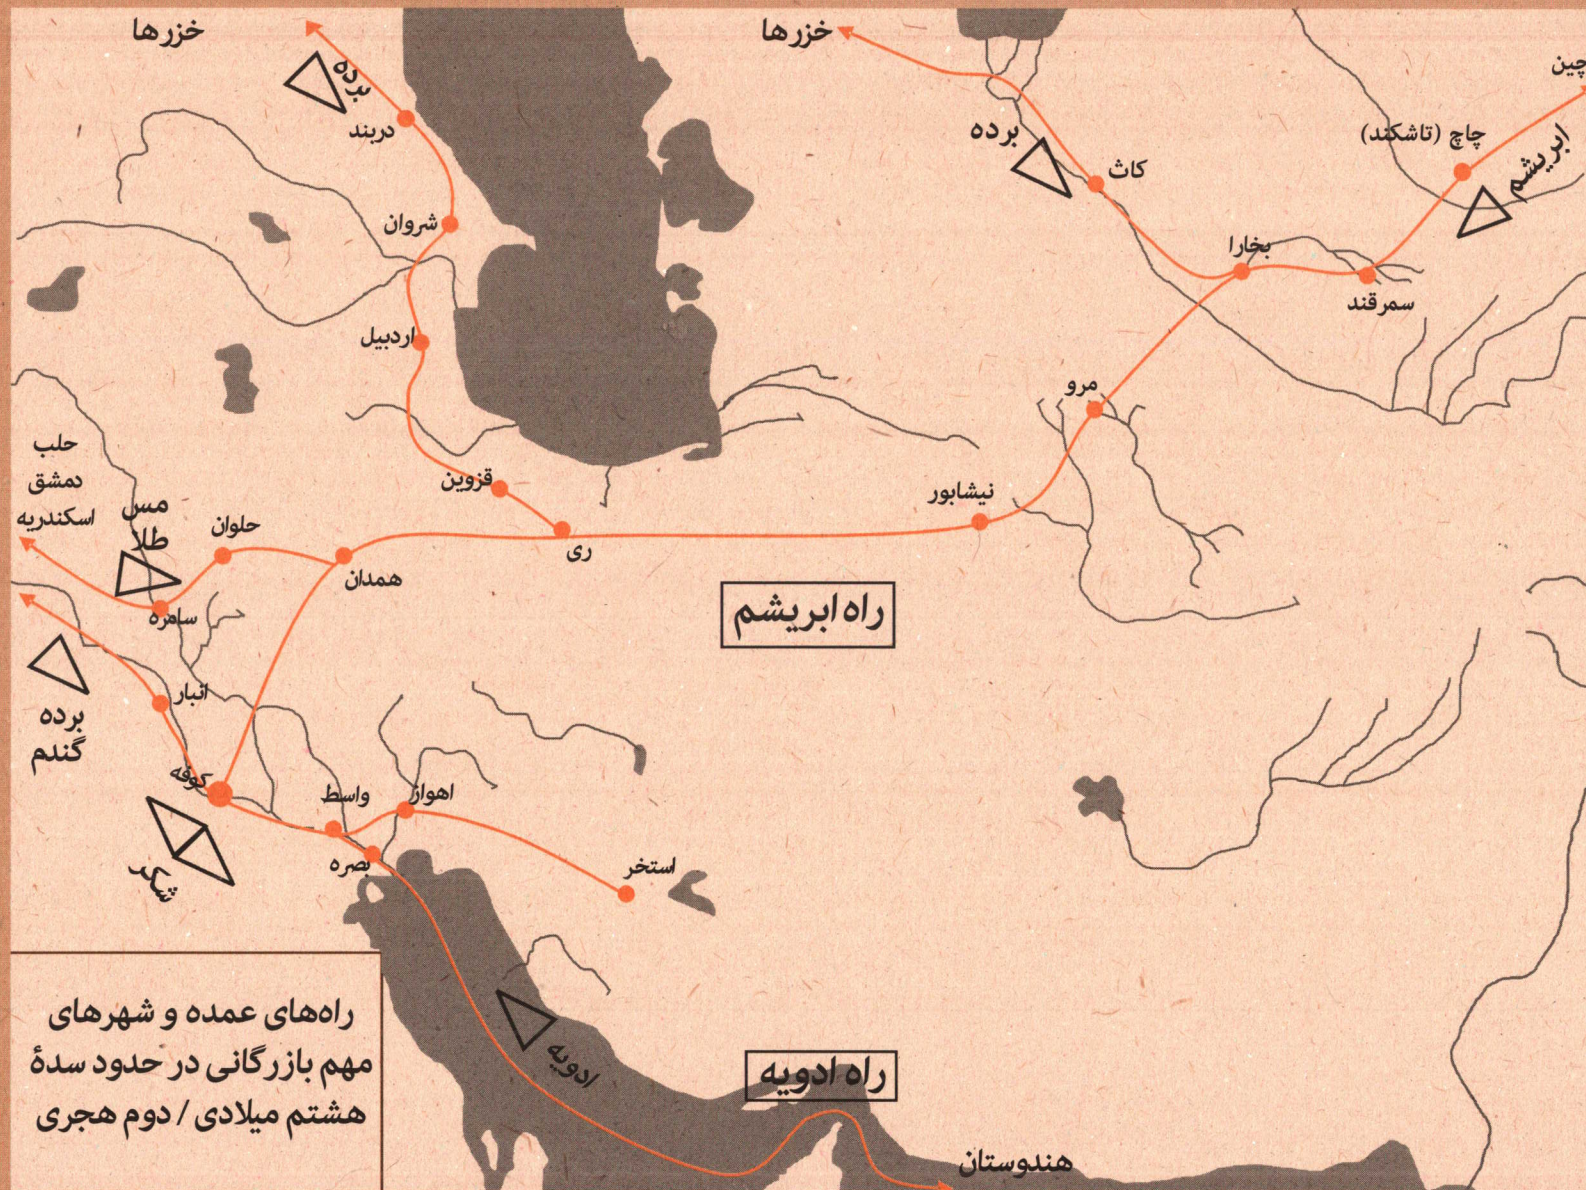 خزرها
خزرها
چین
برده
دربند
برده
کاث
چاچ (تاشکند)
ابریشم
شروان
بخارا
سمرقند
اردبیل
مرو
حلب
دمشق
اسکندریه
مس
طلا
حلوان
قزوین
نیشابور
ری
همدان
سامره
راه ابریشم
انبار
برده
گندم
کوفه
واسط
اهواز
بصره
استخر
شکر
ادویه
راه ادویه
هندوستان
راه‌های عمده و شهرهای
مهم بازرگانی در حدود سدهٔ
هشتم میلادی / دوم هجری